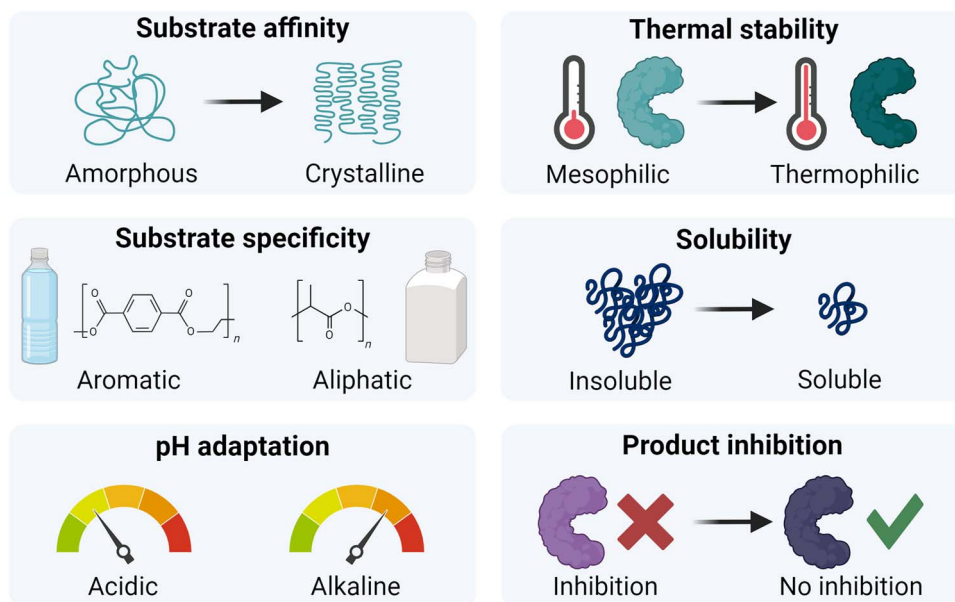 Substrate affinity
Amorphous
Crystalline
Thermal stability
Mesophilic
Thermophilic
Substrate specificity
O
O
O
O
n
O
O
n
Aromatic
Aliphatic
Solubility
Insoluble
Soluble
pH adaptation
Acidic
Alkaline
Product inhibition
Inhibition
No inhibition